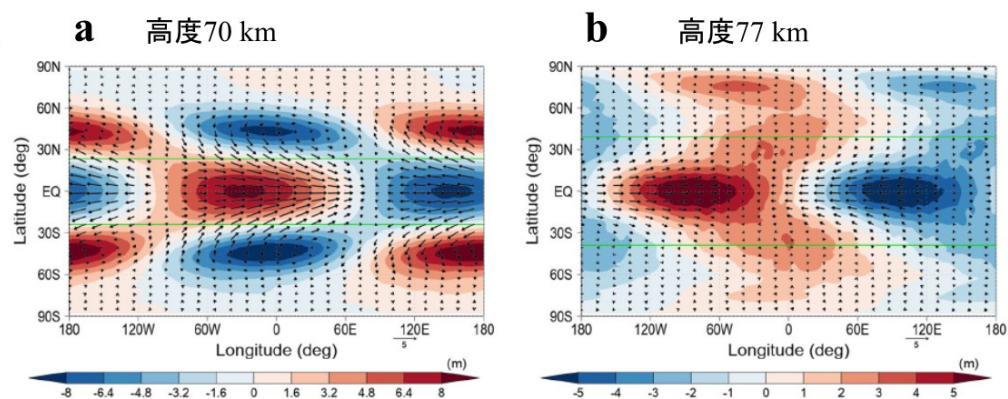 a 高度70 km
90N
60N
30N
EQ
30S
60S
90S
Latitude (deg)
180 120W 60W 0 60E 120E 180
Longitude (deg)
5
(m)
-8 -6.4 -4.8 -3.2 -1.6 0 1.6 3.2 4.8 6.4 8
b 高度77 km
90N
60N
30N
EQ
30S
60S
90S
Latitude (deg)
180 120W 60W 0 60E 120E 180
Longitude (deg)
5
(m)
-5 -4 -3 -2 -1 0 1 2 3 4 5